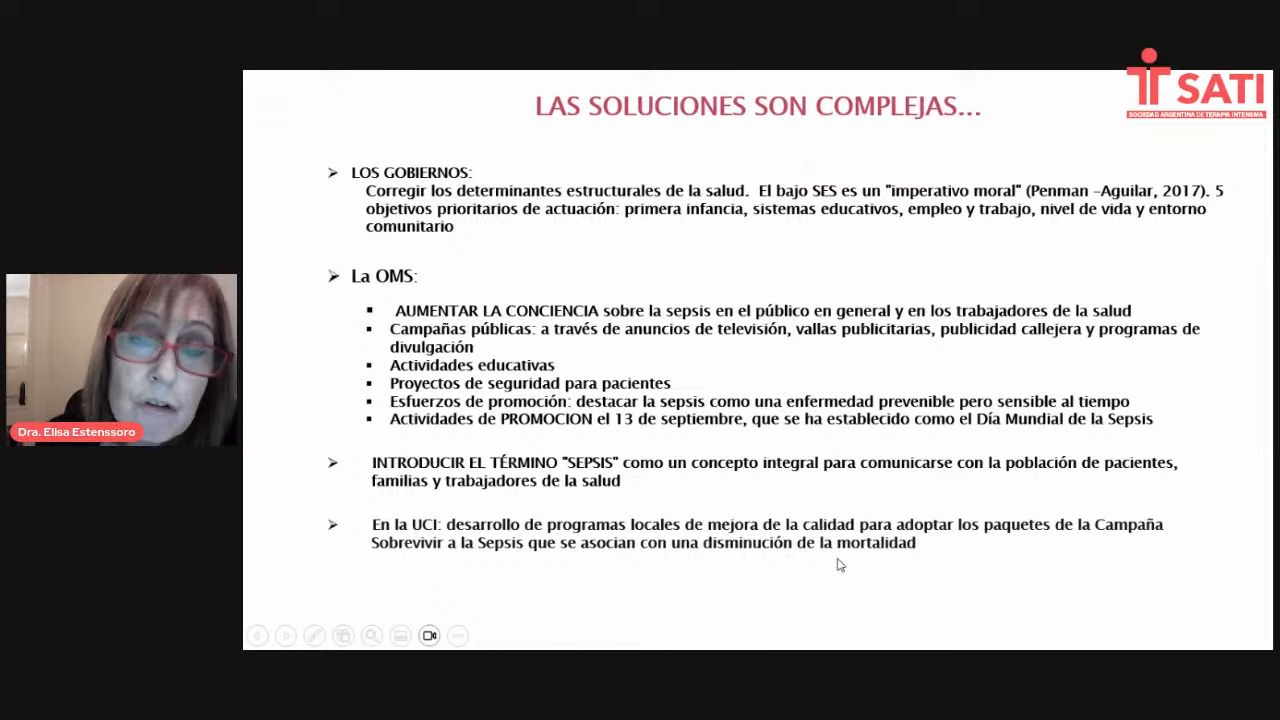 SATI
SOCIEDAD ARGENTINA DE TERAPIA INTENSIVA
LAS SOLUCIONES SON COMPLEJAS...
LOS GOBIERNOS:
Corregir los determinantes estructurales de la salud. El bajo SES es un "imperativo moral" (Penman –Aguilar, 2017). 5
objetivos prioritarios de actuación: primera infancia, sistemas educativos, empleo y trabajo, nivel de vida y entorno
comunitario
La OMS:
AUMENTAR LA CONCIENCIA sobre la sepsis en el público en general y en los trabajadores de la salud
Campañas públicas: a través de anuncios de televisión, vallas publicitarias, publicidad callejera y programas de
divulgación
Actividades educativas
Proyectos de seguridad para pacientes
Esfuerzos de promoción: destacar la sepsis como una enfermedad prevenible pero sensible al tiempo
Actividades de PROMOCION el 13 de septiembre, que se ha establecido como el Día Mundial de la Sepsis
INTRODUCIR EL TÉRMINO "SEPSIS" como un concepto integral para comunicarse con la población de pacientes,
familias y trabajadores de la salud
En la UCI: desarrollo de programas locales de mejora de la calidad para adoptar los paquetes de la Campaña
Sobrevivir a la Sepsis que se asocian con una disminución de la mortalidad
Dra. Elisa Estenssoro